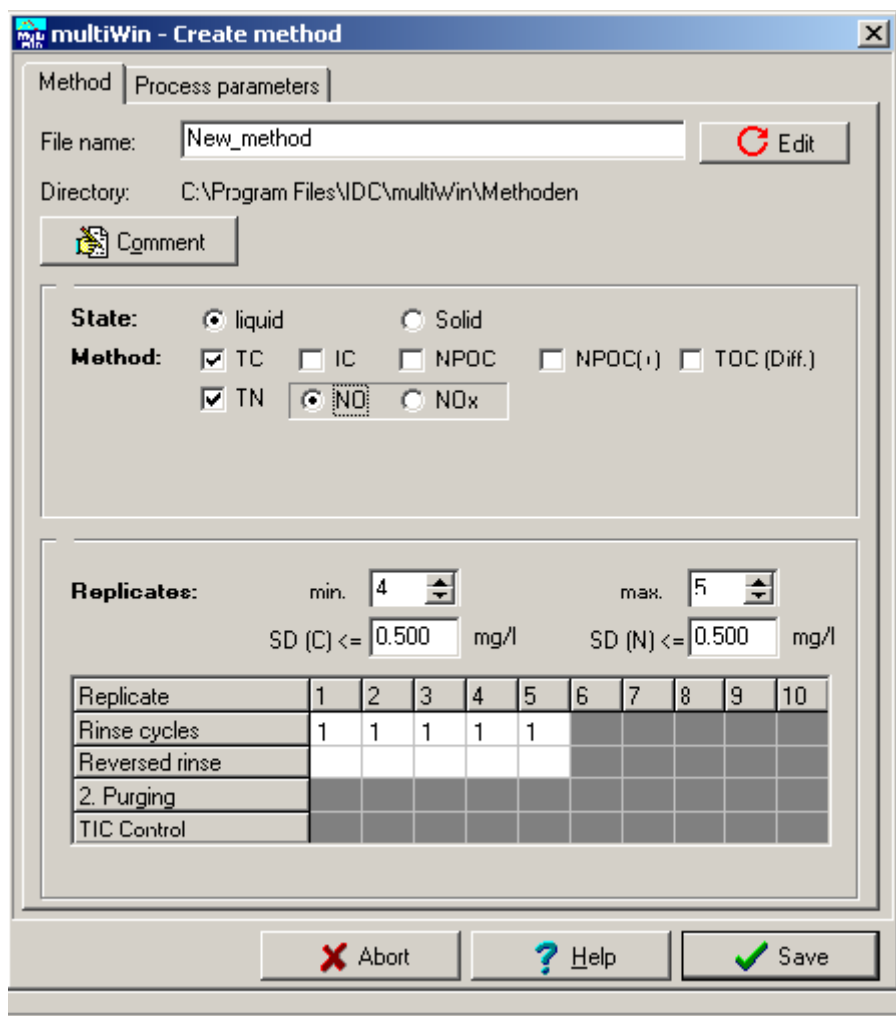 multiWin - Create method
Method Process parameters
File name: New_method Edit
Directory: C:\Program Files\IDC\multiWin\Methoden
Comment
State: liquid Solid
Method: TC IC NPOC NPOC(+) TOC (Diff.)
TN NO NOx
Replicates: min. 4 max. 5
SD (C) <= 0.500 mg/l SD (N) <= 0.500 mg/l
Replicate 1 2 3 4 5 6 7 8 9 10
Rinse cycles 1 1 1 1 1
Reversed rinse
2. Purging
TIC Control
Abort Help Save